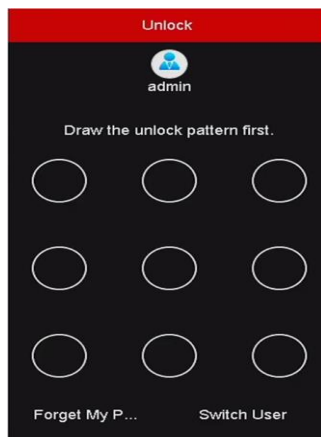 Unlock
admin
Draw the unlock pattern first.
Forget My P...
Switch User